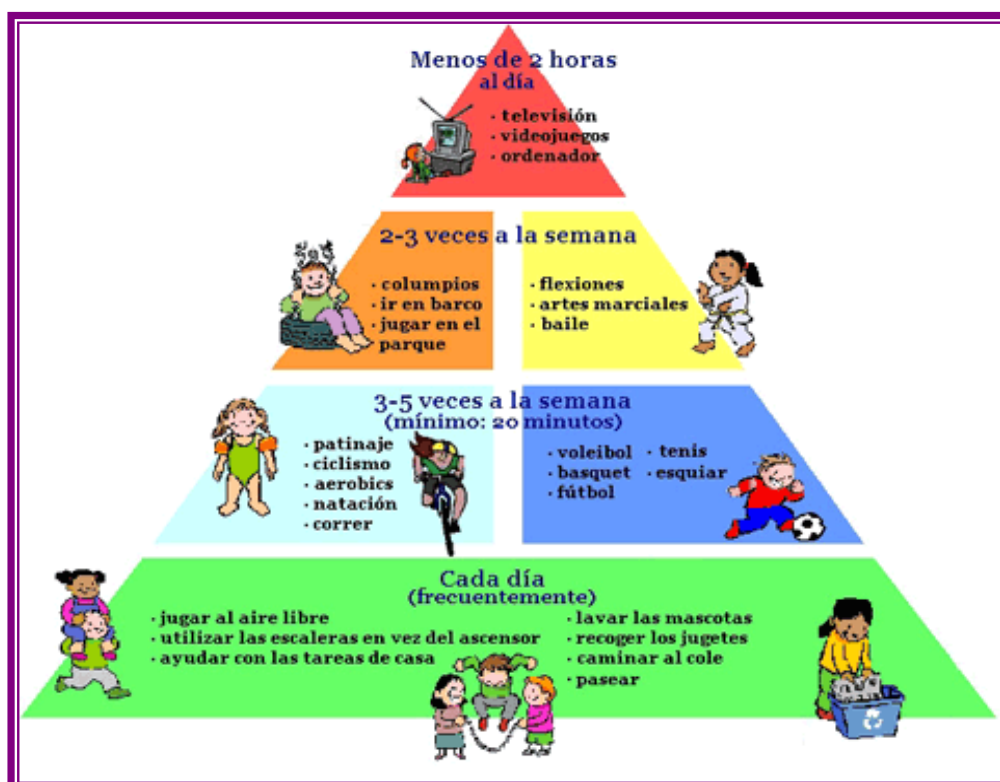 Menos de 2 horas
al día
· televisión
· videojuegos
· ordenador
2-3 veces a la semana
· columpios
· ir en barco
· jugar en el
parque
· flexiones
· artes marciales
· baile
3-5 veces a la semana
(mínimo: 20 minutos)
· patinaje
· ciclismo
· aerobics
· natación
· correr
· voleibol · tenis
· basquet · esquiar
· fútbol
Cada día
(frecuentemente)
· jugar al aire libre
· utilizar las escaleras en vez del ascensor
· ayudar con las tareas de casa
· lavar las mascotas
· recoger los jugetes
· caminar al cole
· pasear